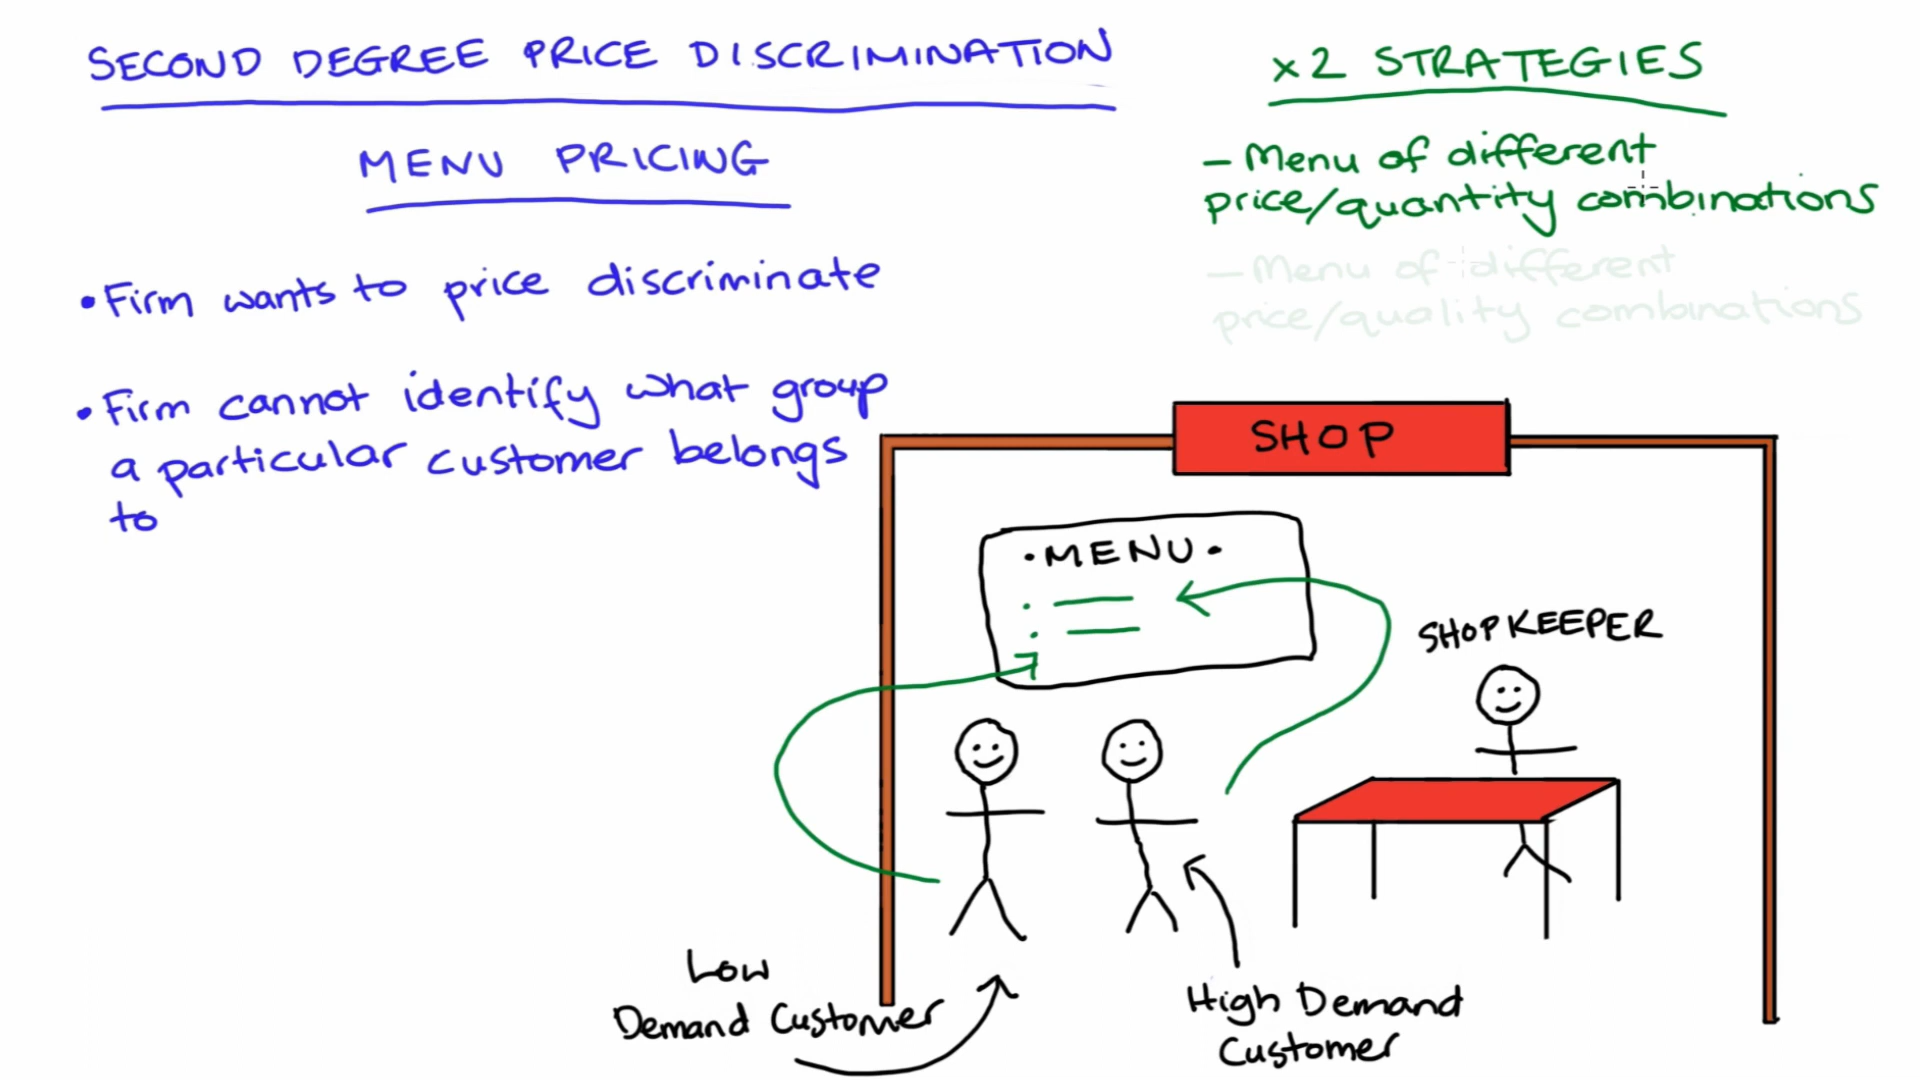 SECOND DEGREE PRICE DISCRIMINATION
MENU PRICING
• Firm wants to price discriminate
• Firm cannot identify what group
a particular customer belongs
to
x2 STRATEGIES
– Menu of different
price/quantity combinations
– Menu of different
price/quality combinations
SHOP
• MENU •
SHOPKEEPER
Low
Demand Customer
High Demand
Customer